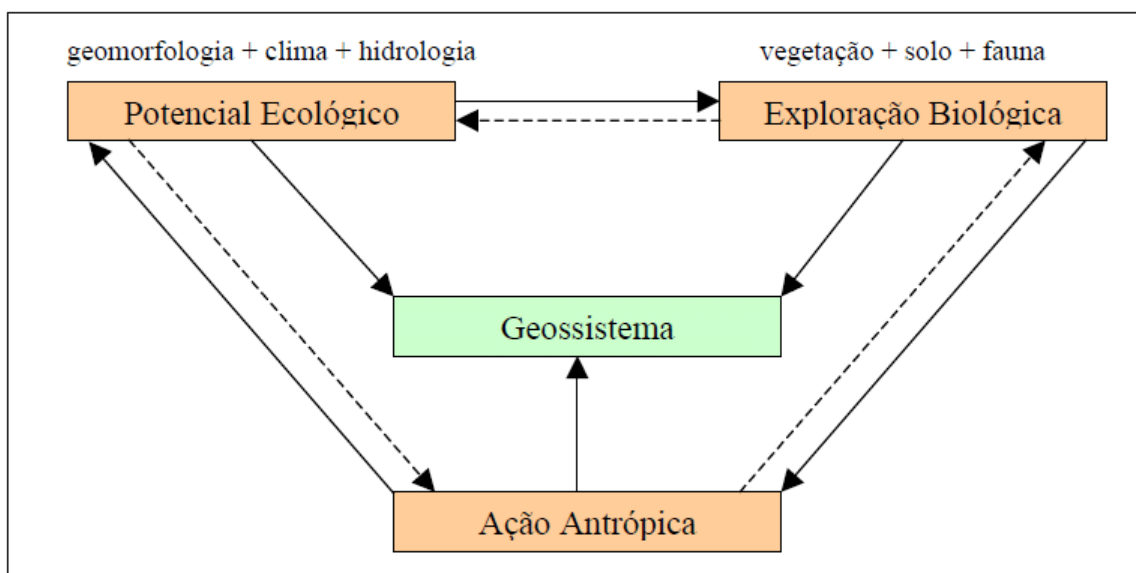 geomorfologia + clima + hidrologia
vegetação + solo + fauna
Potencial Ecológico
Exploração Biológica
Geossistema
Ação Antrópica